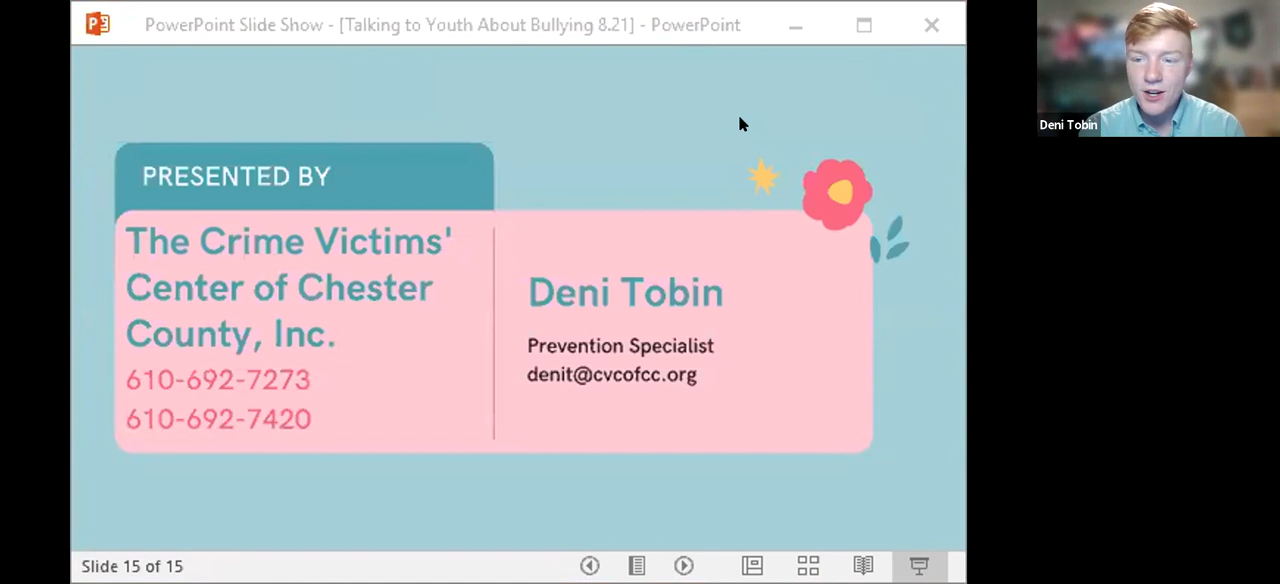 PowerPoint Slide Show - [Talking to Youth About Bullying 8.21] - PowerPoint
Deni Tobin
PRESENTED BY
The Crime Victims'
Center of Chester
County, Inc.
610-692-7273
610-692-7420
Deni Tobin
Prevention Specialist
denit@cvcofcc.org
Slide 15 of 15